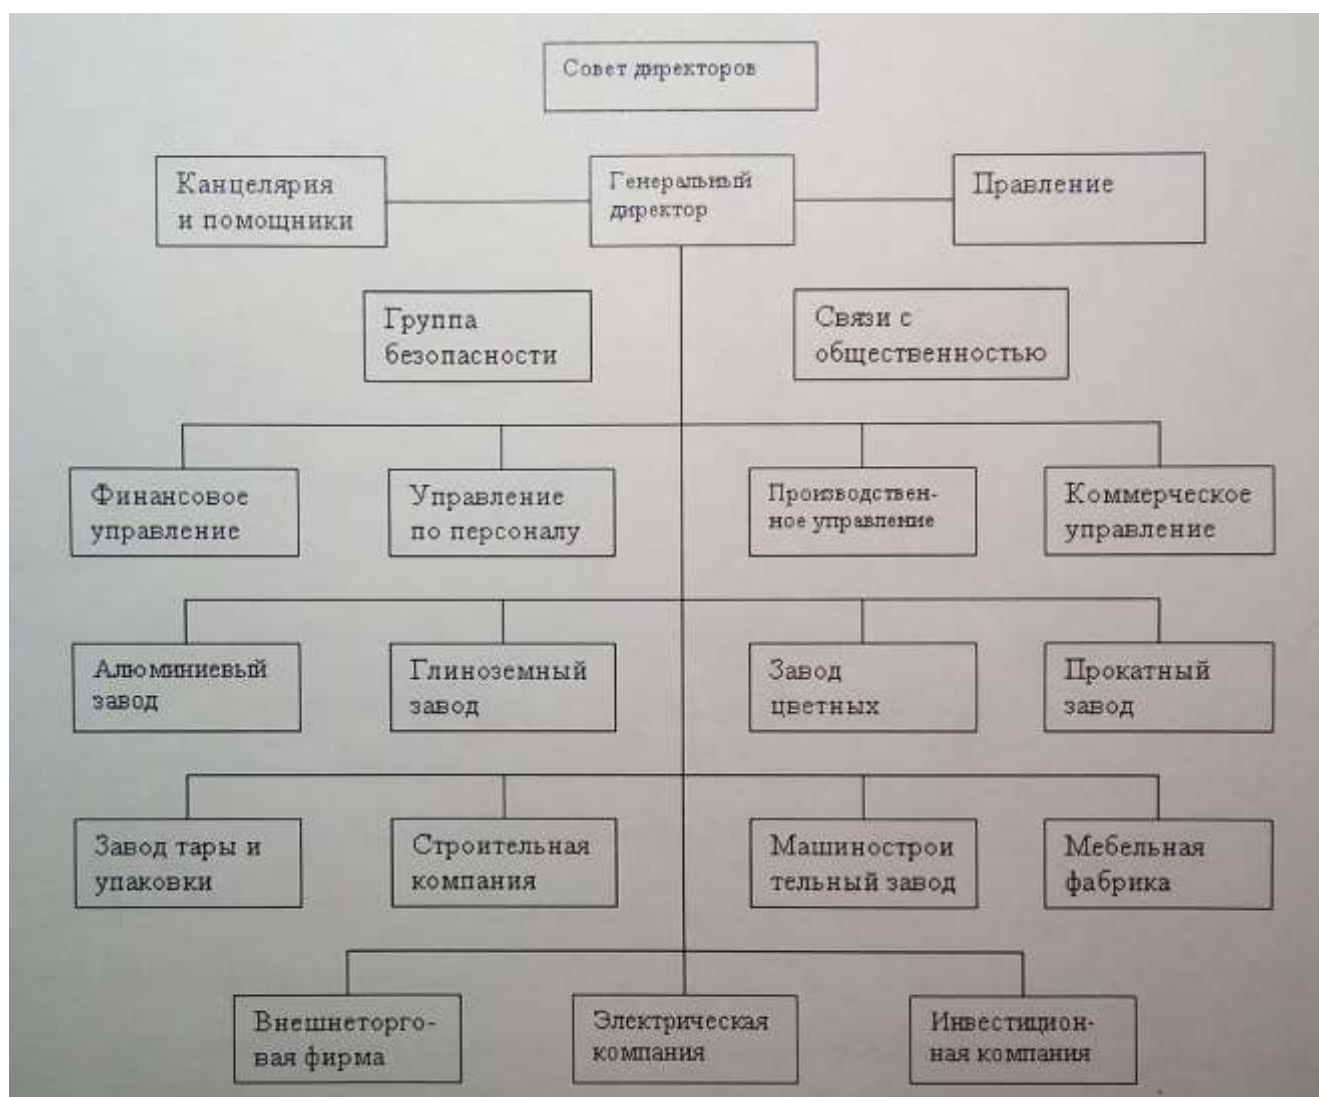 Совет директоров
Канцелярия
и помощники
Генеральный
директор
Правление
Группа
безопасности
Связи с
общественностью
Финансовое
управление
Управление
по персоналу
Производствен-
ное управление
Коммерческое
управление
Алюминиевый
завод
Глиноземный
завод
Завод
цветных
Прокатный
завод
Завод тары и
упаковки
Строительная
компания
Машинострои
тельный завод
Мебельная
фабрика
Внешнеторго-
вая фирма
Электрическая
компания
Инвестицион-
ная компания